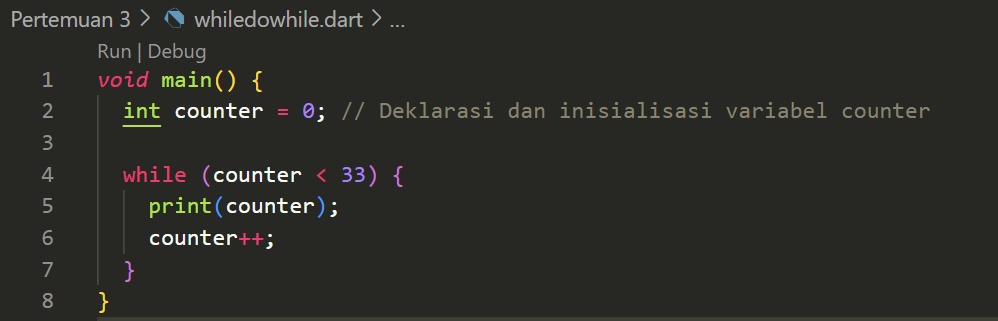 Pertemuan 3 > whiledowhile.dart > ...
Run | Debug
1 void main() {
2 int counter = 0; // Deklarasi dan inisialisasi variabel counter
3
4 while (counter < 33) {
5 print(counter);
6 counter++;
7 }
8 }